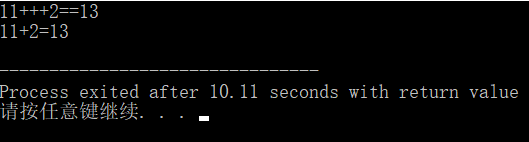 11+++2==13
11+2=13
--------------------------------
Process exited after 10.11 seconds with return value
请按任意键继续. . .